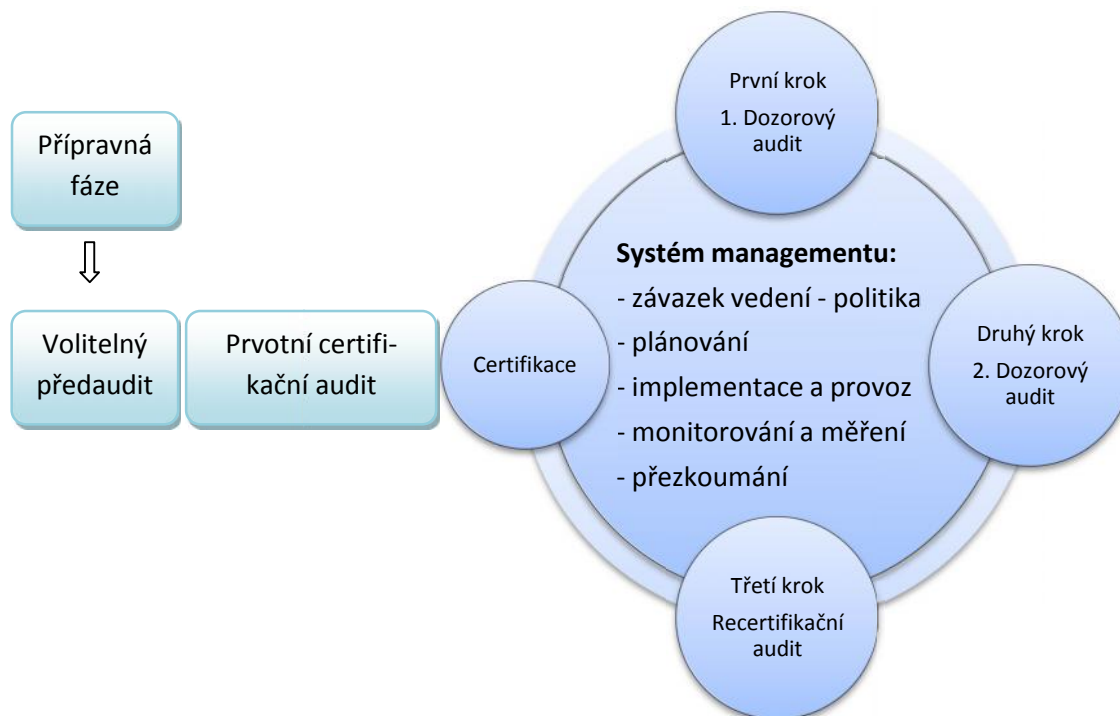 Přípravná
fáze
Volitelný
předaudit
Prvotní certifi-
kační audit
Certifikace
První krok
1. Dozorový
audit
Systém managementu:
- závazek vedení - politika
- plánování
- implementace a provoz
- monitorování a měření
- přezkoumání
Druhý krok
2. Dozorový
audit
Třetí krok
Recertifikační
audit